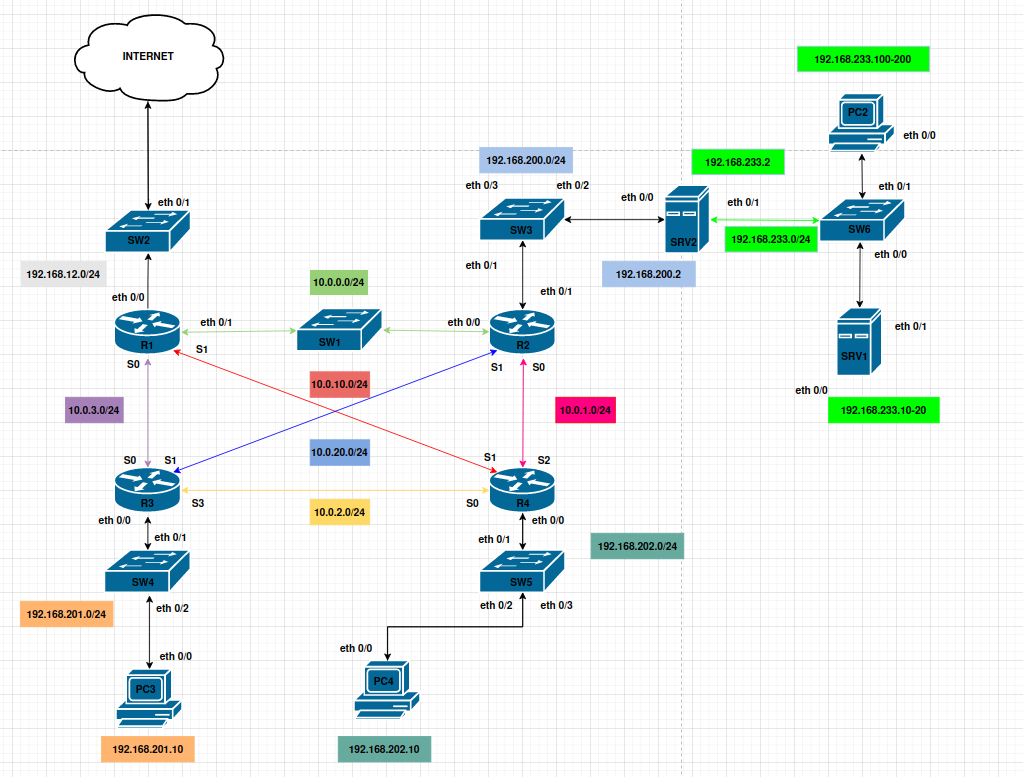 INTERNET
192.168.233.100-200
PC2
eth 0/0
192.168.200.0/24
192.168.233.2
eth 0/3
eth 0/2
eth 0/0
eth 0/1
eth 0/1
eth 0/1
SW2
SW3
SRV2
192.168.233.0/24
SW6
eth 0/0
192.168.12.0/24
eth 0/1
192.168.200.2
10.0.0.0/24
eth 0/0
eth 0/1
eth 0/1
eth 0/0
R1
SW1
R2
eth 0/1
SRV1
S0
S1
S1
S0
10.0.10.0/24
eth 0/0
10.0.3.0/24
10.0.1.0/24
192.168.233.10-20
10.0.20.0/24
S0
S1
S1
S2
R3
S3
S0
R4
10.0.2.0/24
eth 0/0
eth 0/0
eth 0/1
eth 0/1
192.168.202.0/24
SW4
SW5
192.168.201.0/24
eth 0/2
eth 0/2
eth 0/3
eth 0/0
eth 0/0
PC3
PC4
192.168.201.10
192.168.202.10